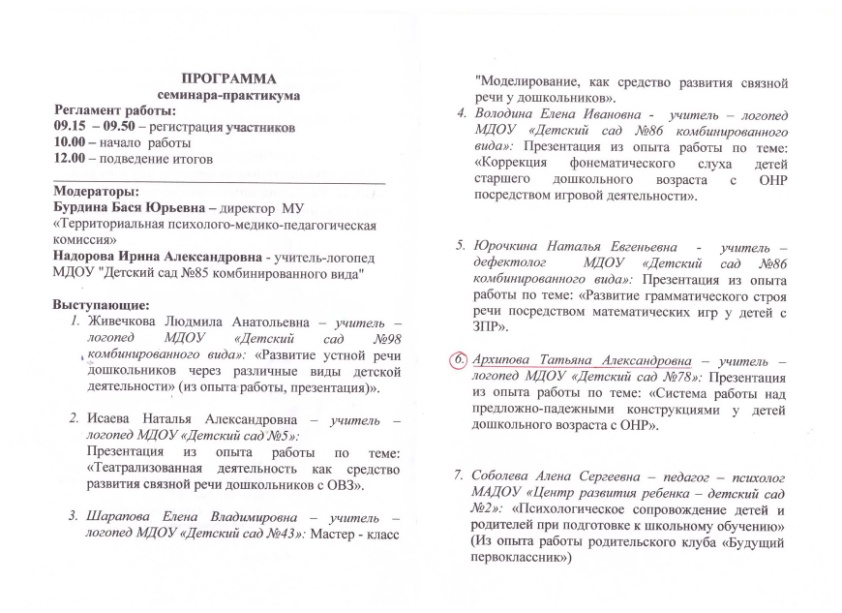 ПРОГРАММА
семинара-практикума
Регламент работы:
09.15 – 09.50 – регистрация участников
10.00 – начало работы
12.00 – подведение итогов
Модераторы:
Бурдина Бася Юрьевна – директор МУ
«Территориальная психолого-медико-педагогическая
комиссия»
Надорова Ирина Александровна - учитель-логопед
МДОУ "Детский сад №85 комбинированного вида"
Выступающие:
1. Живечкова Людмила Анатольевна – учитель –
логопед МДОУ «Детский сад №98
комбинированного вида»: «Развитие устной речи
дошкольников через различные виды детской
деятельности» (из опыта работы, презентация)».
2. Исаева Наталья Александровна – учитель –
логопед МДОУ «Детский сад №5»:
Презентация из опыта работы по теме:
«Театрализованная деятельность как средство
развития связной речи дошкольников с ОВЗ».
3. Шарапова Елена Владимировна – учитель –
логопед МДОУ «Детский сад №43»: Мастер - класс
"Моделирование, как средство развития связной
речи у дошкольников».
4. Володина Елена Ивановна - учитель – логопед
МДОУ «Детский сад №86 комбинированного
вида»: Презентация из опыта работы по теме:
«Коррекция фонематического слуха детей
старшего дошкольного возраста с ОНР
посредством игровой деятельности».
5. Юрочкина Наталья Евгеньевна - учитель –
дефектолог МДОУ «Детский сад №86
комбинированного вида»: Презентация из опыта
работы по теме: «Развитие грамматического строя
речи посредством математических игр у детей с
ЗПР».
6. Архипова Татьяна Александровна – учитель –
логопед МДОУ «Детский сад №78»: Презентация
из опыта работы по теме: «Система работы над
предложно-падежными конструкциями у детей
дошкольного возраста с ОНР».
7. Соболева Алена Сергеевна – педагог – психолог
МАДОУ «Центр развития ребенка – детский сад
№2»: «Психологическое сопровождение детей и
родителей при подготовке к школьному обучению»
(Из опыта работы родительского клуба «Будущий
первоклассник»)